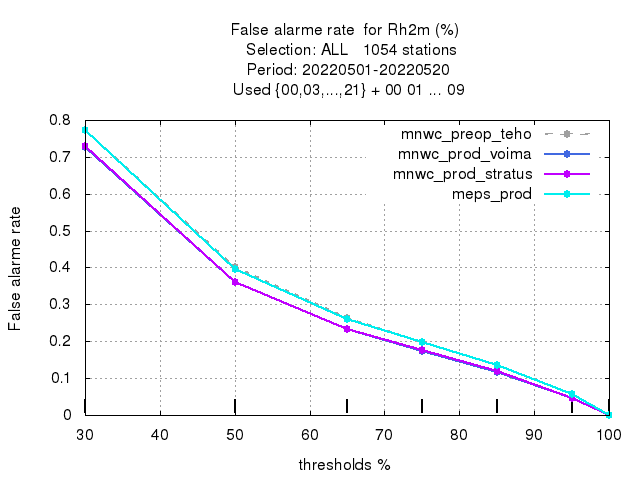 False alarme rate  for Rh2m (%)
Selection: ALL   1054 stations
Period: 20220501-20220520
Used {00,03,...,21} + 00 01 ... 09
mnwc_preop_teho
mnwc_prod_voima
mnwc_prod_stratus
meps_prod
False alarme rate
0.8
0.7
0.6
0.5
0.4
0.3
0.2
0.1
0
30 40 50 60 70 80 90 100
thresholds %